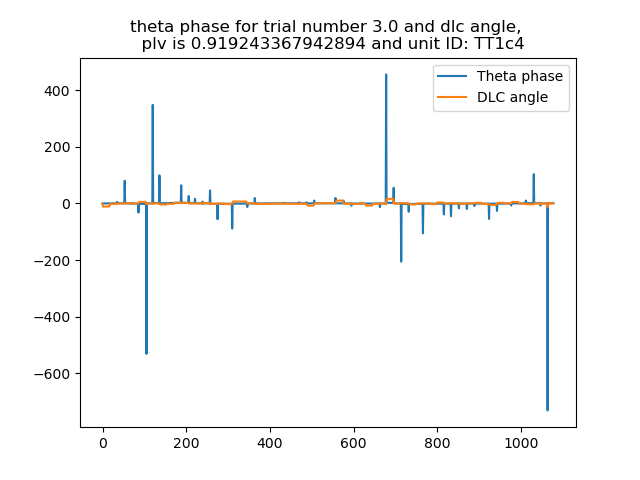 theta phase for trial number 3.0 and dlc angle,
plv is 0.919243367942894 and unit ID: TT1c4
Theta phase
DLC angle
400
200
0
−200
−400
−600
0 200 400 600 800 1000